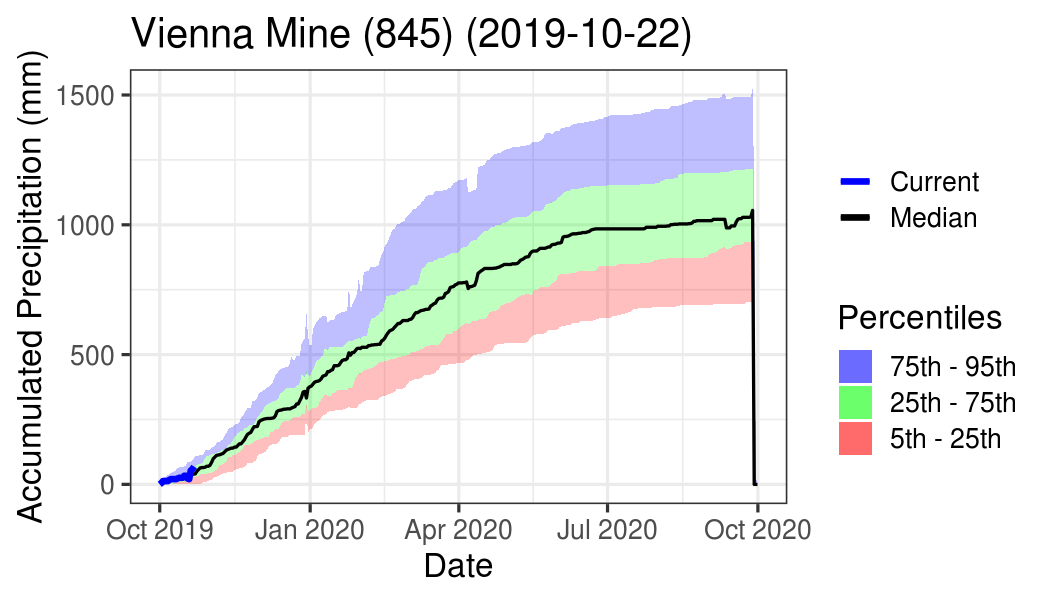 Vienna Mine (845) (2019-10-22)
Accumulated Precipitation (mm)
1500
1000
500
0
Oct 2019
Jan 2020
Apr 2020
Jul 2020
Oct 2020
Date
Current
Median
Percentiles
75th - 95th
25th - 75th
5th - 25th